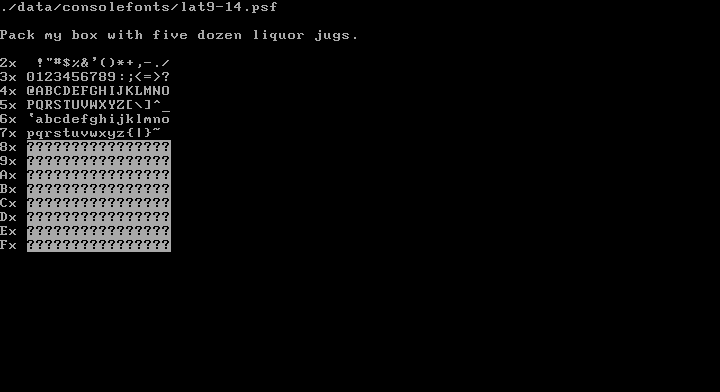 ./data/consolefonts/lat9-14.psf
Pack my box with five dozen liquor jugs.
2x  !"#$%&'()*+,-./
3x 0123456789:;<=>?
4x @ABCDEFGHIJKLMNO
5x PQRSTUVWXYZ[\]^_
6x `abcdefghijklmno
7x pqrstuvwxyz{|}~
8x ????????????????
9x ????????????????
Ax ????????????????
Bx ????????????????
Cx ????????????????
Dx ????????????????
Ex ????????????????
Fx ????????????????